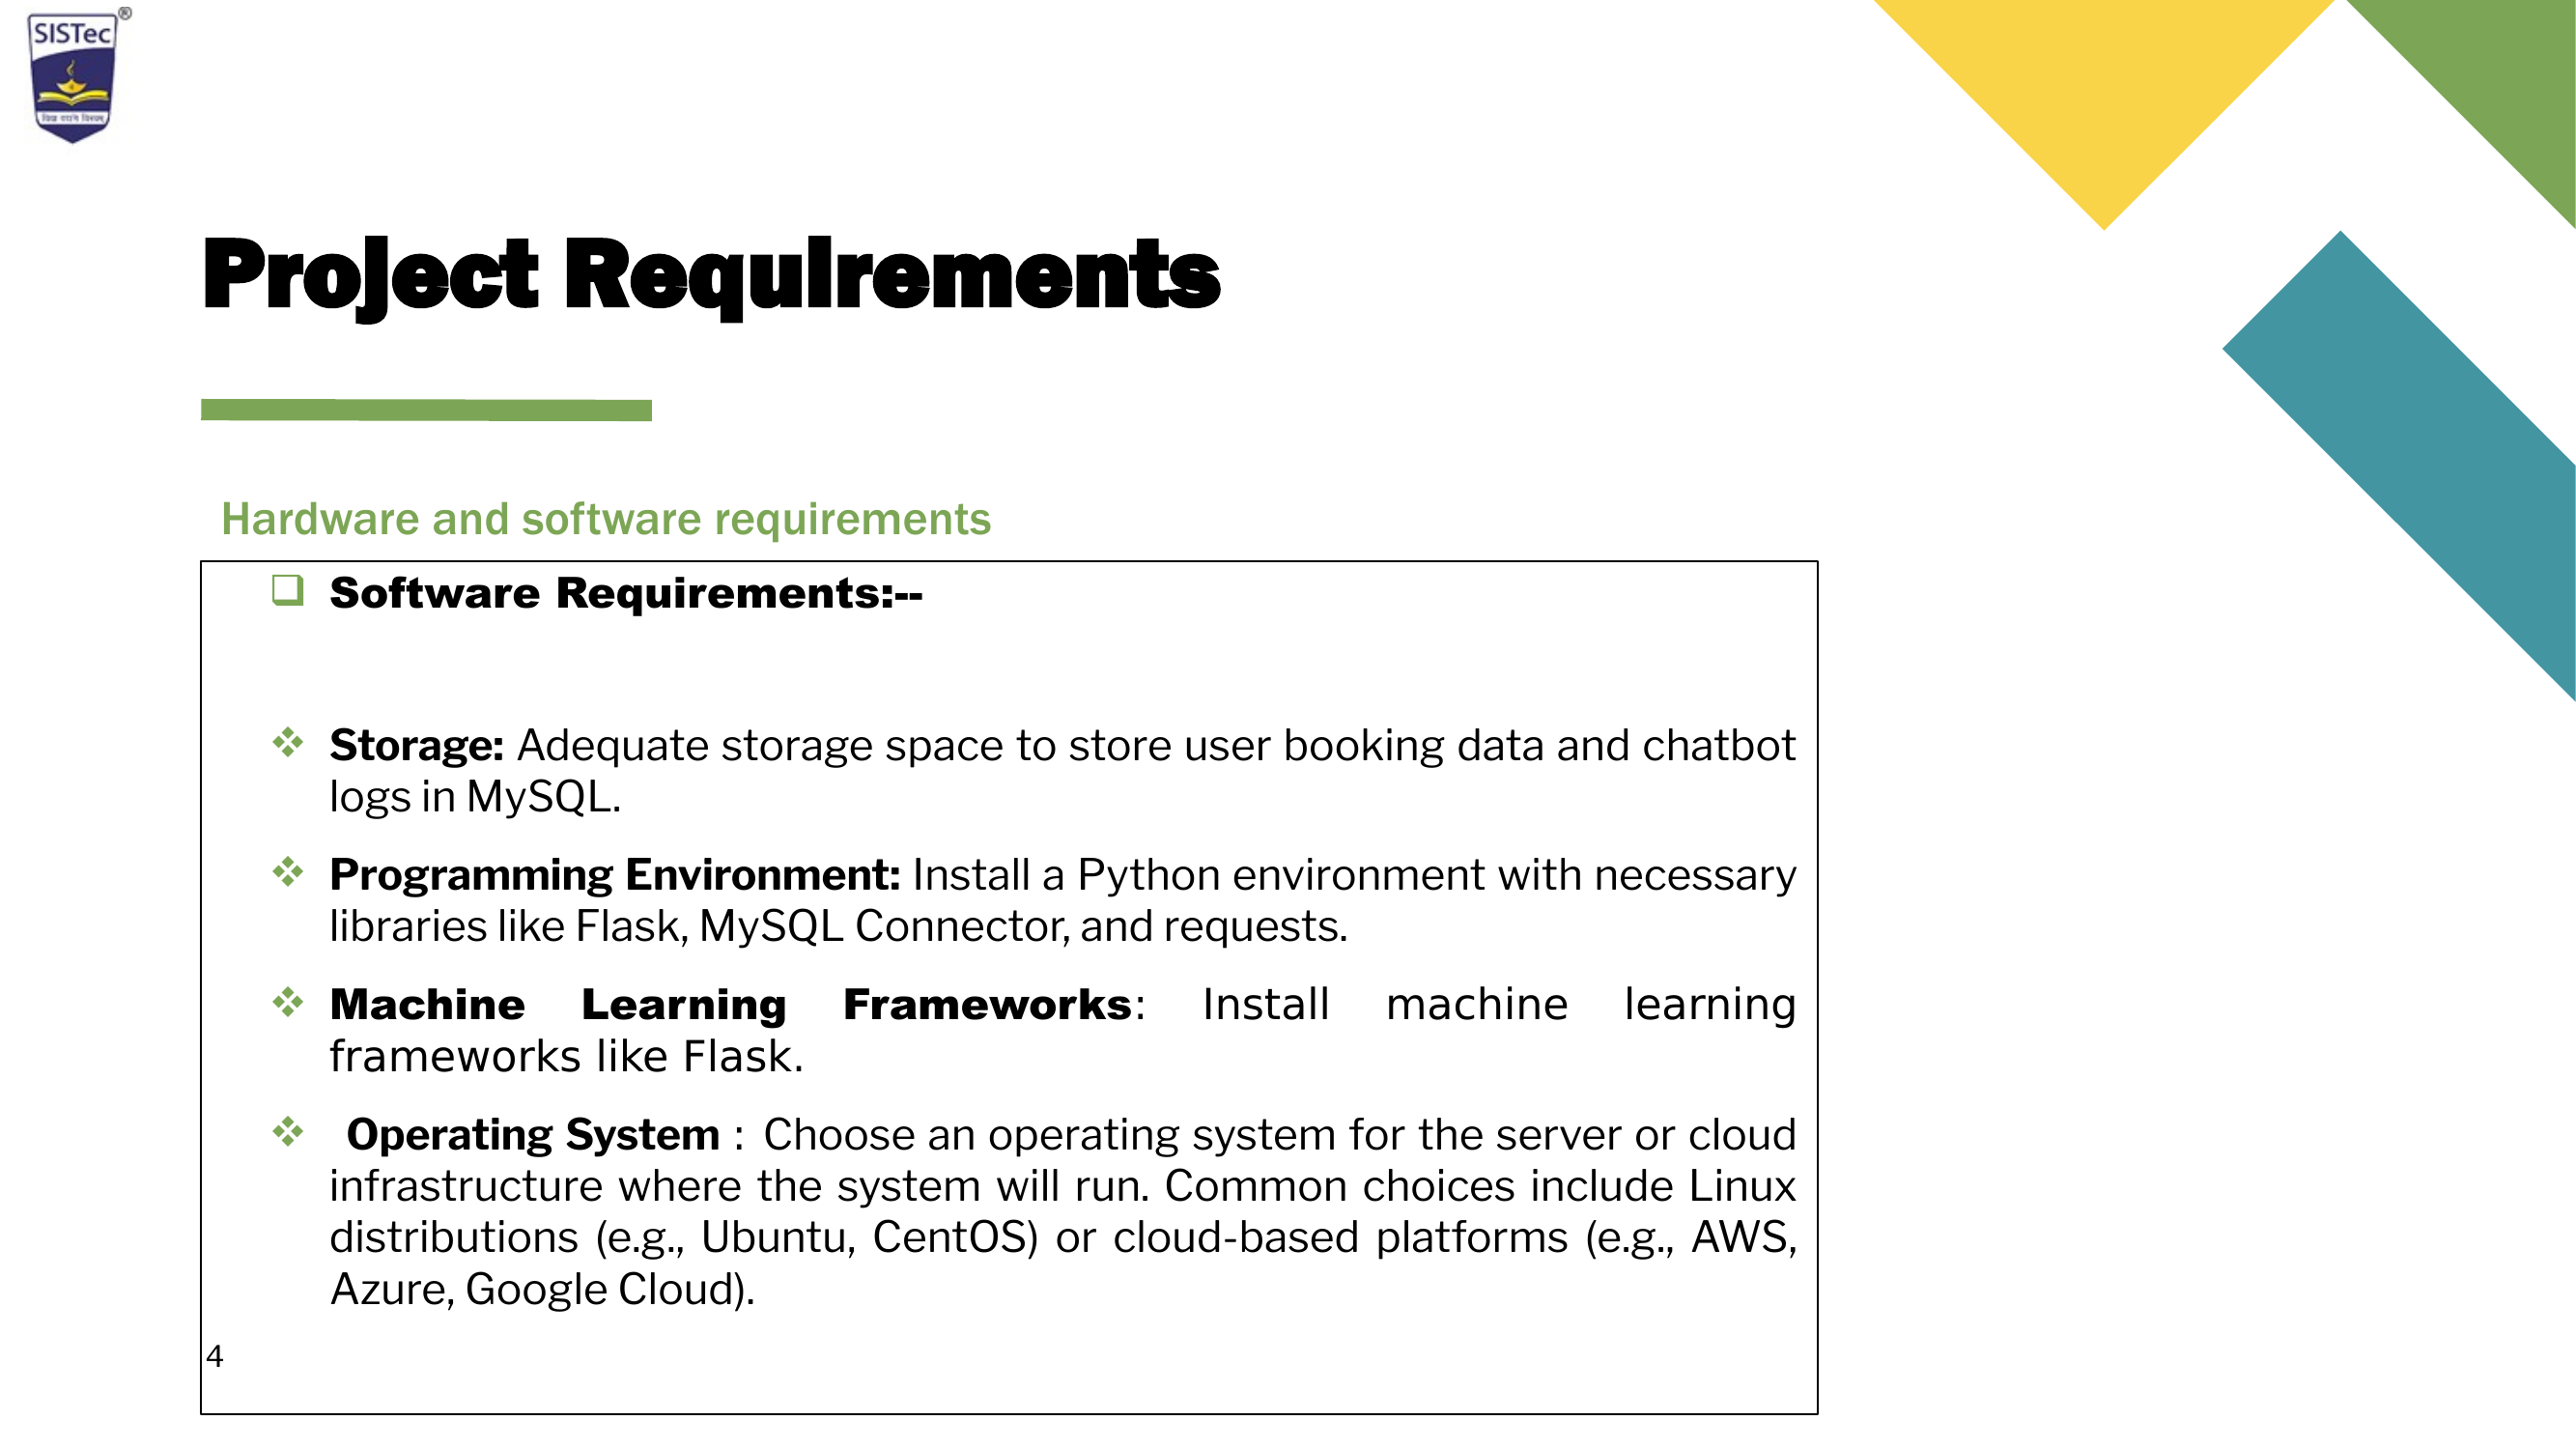 SISTec
®
Project Requirements
Hardware and software requirements
Software Requirements:--
Storage: Adequate storage space to store user booking data and chatbot
logs in MySQL.
Programming Environment: Install a Python environment with necessary
libraries like Flask, MySQL Connector, and requests.
Machine Learning Frameworks: Install machine learning
frameworks like Flask.
Operating System : Choose an operating system for the server or cloud
infrastructure where the system will run. Common choices include Linux
distributions (e.g., Ubuntu, CentOS) or cloud-based platforms (e.g., AWS,
Azure, Google Cloud).
4